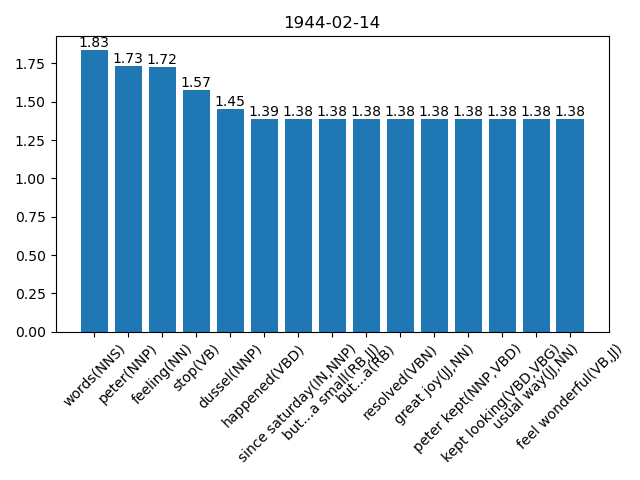 1944-02-14
1.83
1.73
1.72
1.57
1.45
1.39
1.38
1.38
1.38
1.38
1.38
1.38
1.38
1.38
1.38
1.75
1.50
1.25
1.00
0.75
0.50
0.25
0.00
words(NNS)
peter(NNP)
feeling(NN)
stop(VB)
dussel(NNP)
happened(VBD)
since saturday(IN,NNP)
but...a small(RB,JJ)
but...a(RB)
resolved(VBN)
great joy(JJ,NN)
peter kept(NNP,VBD)
kept looking(VBD,VBG)
usual way(JJ,NN)
feel wonderful(VB,JJ)